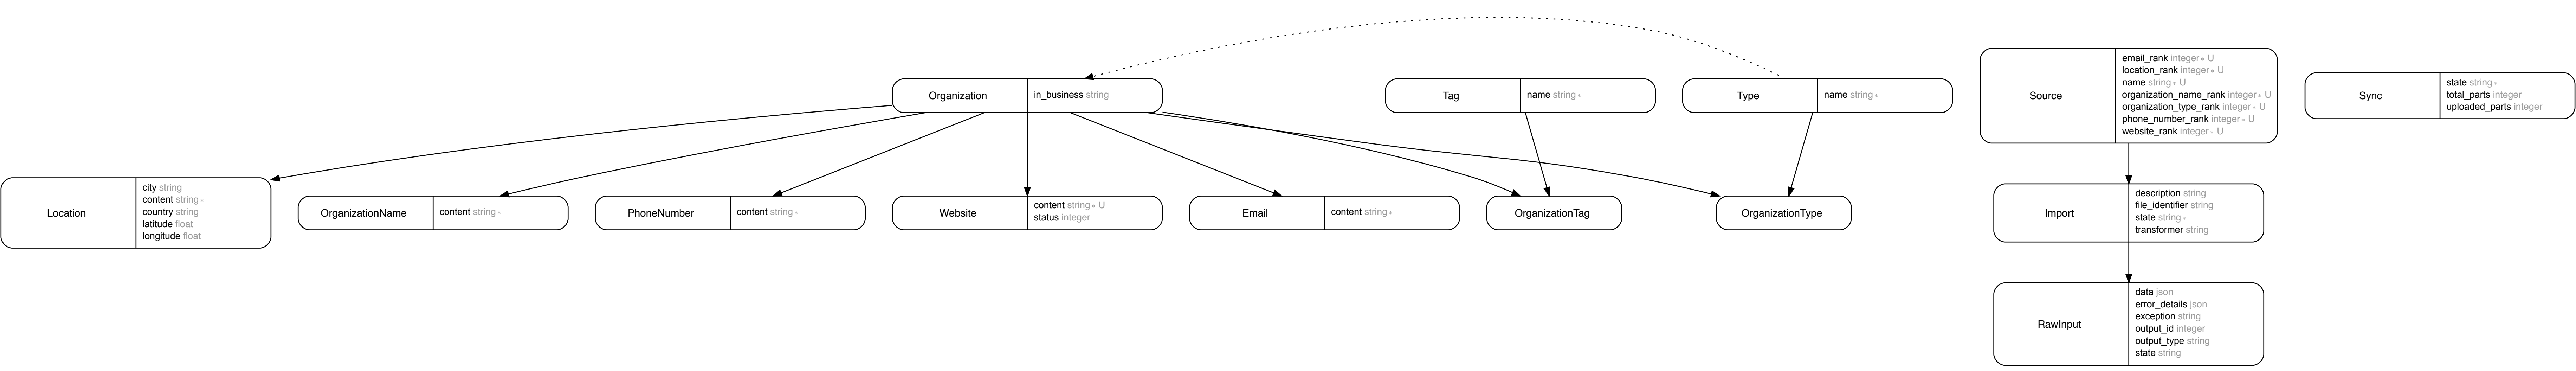 Organization
in_business string
Tag
name string *
Type
name string *
Source
email_rank integer * U
location_rank integer * U
name string * U
organization_name_rank integer * U
organization_type_rank integer * U
phone_number_rank integer * U
website_rank integer * U
Sync
state string *
total_parts integer
uploaded_parts integer
Location
city string
content string *
country string
latitude float
longitude float
OrganizationName
content string *
PhoneNumber
content string *
Website
content string * U
status integer
Email
content string *
OrganizationTag
OrganizationType
Import
description string
file_identifier string
state string *
transformer string
RawInput
data json
error_details json
exception string
output_id integer
output_type string
state string